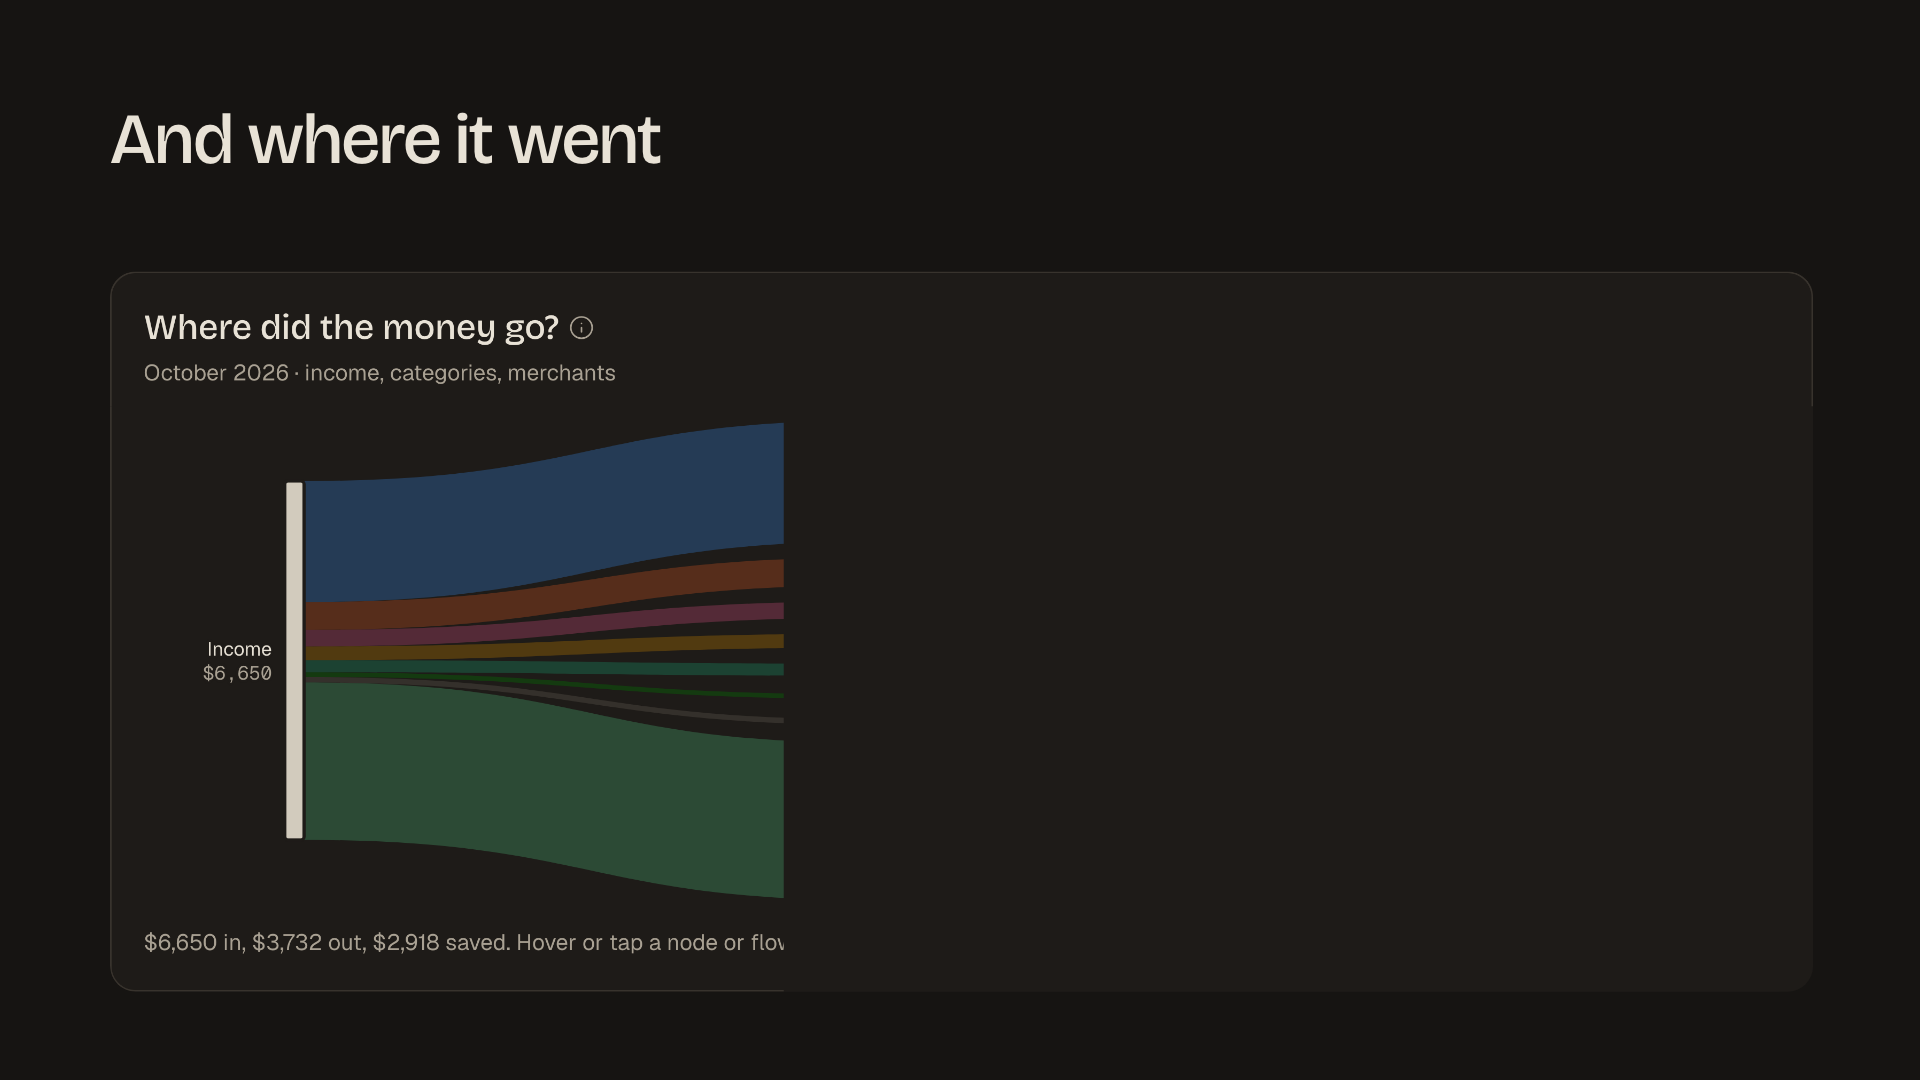 And where it went
Where did the money go?
October 2026 · income, categories, merchants
Income
$6,650
$6,650 in, $3,732 out, $2,918 saved. Hover or tap a node or